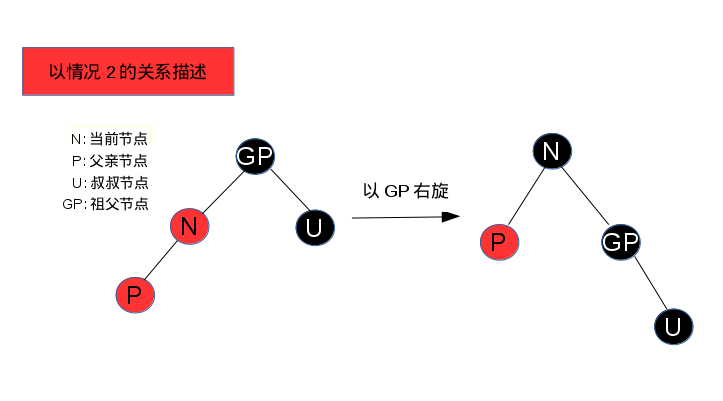 以情况 2 的关系描述
N: 当前节点
P: 父亲节点
U: 叔叔节点
GP: 祖父节点
GP
N
U
P
以 GP 右旋
N
P
GP
U